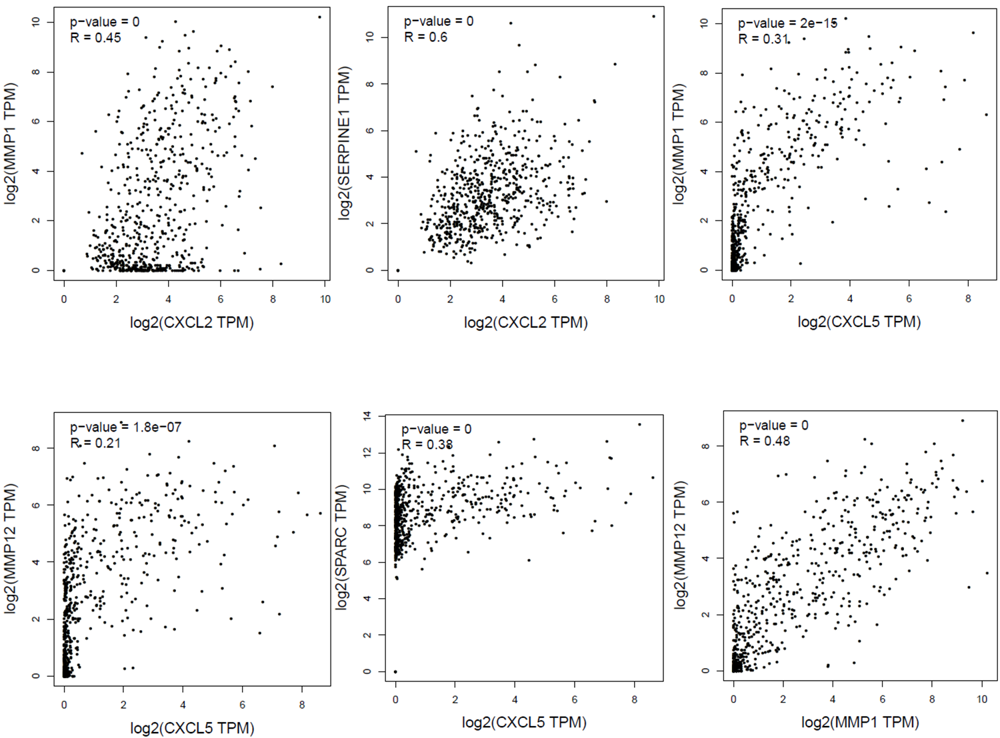 p−value = 0
R = 0.45
log2(MMP1 TPM)
0 2 4 6 8 10
0 2 4 6 8 10
log2(CXCL2 TPM)
p−value = 0
R = 0.6
log2(SERPINE1 TPM)
0 2 4 6 8 10
0 2 4 6 8 10
log2(CXCL2 TPM)
p−value = 2e−15
R = 0.31
log2(MMP1 TPM)
0 2 4 6 8 10
0 2 4 6 8
log2(CXCL5 TPM)
p−value = 1.8e−07
R = 0.21
log2(MMP12 TPM)
0 2 4 6 8
0 2 4 6 8
log2(CXCL5 TPM)
p−value = 0
R = 0.38
log2(SPARC TPM)
0 2 4 6 8 10 12 14
0 2 4 6 8
log2(CXCL5 TPM)
p−value = 0
R = 0.48
log2(MMP12 TPM)
0 2 4 6 8
0 2 4 6 8 10
log2(MMP1 TPM)